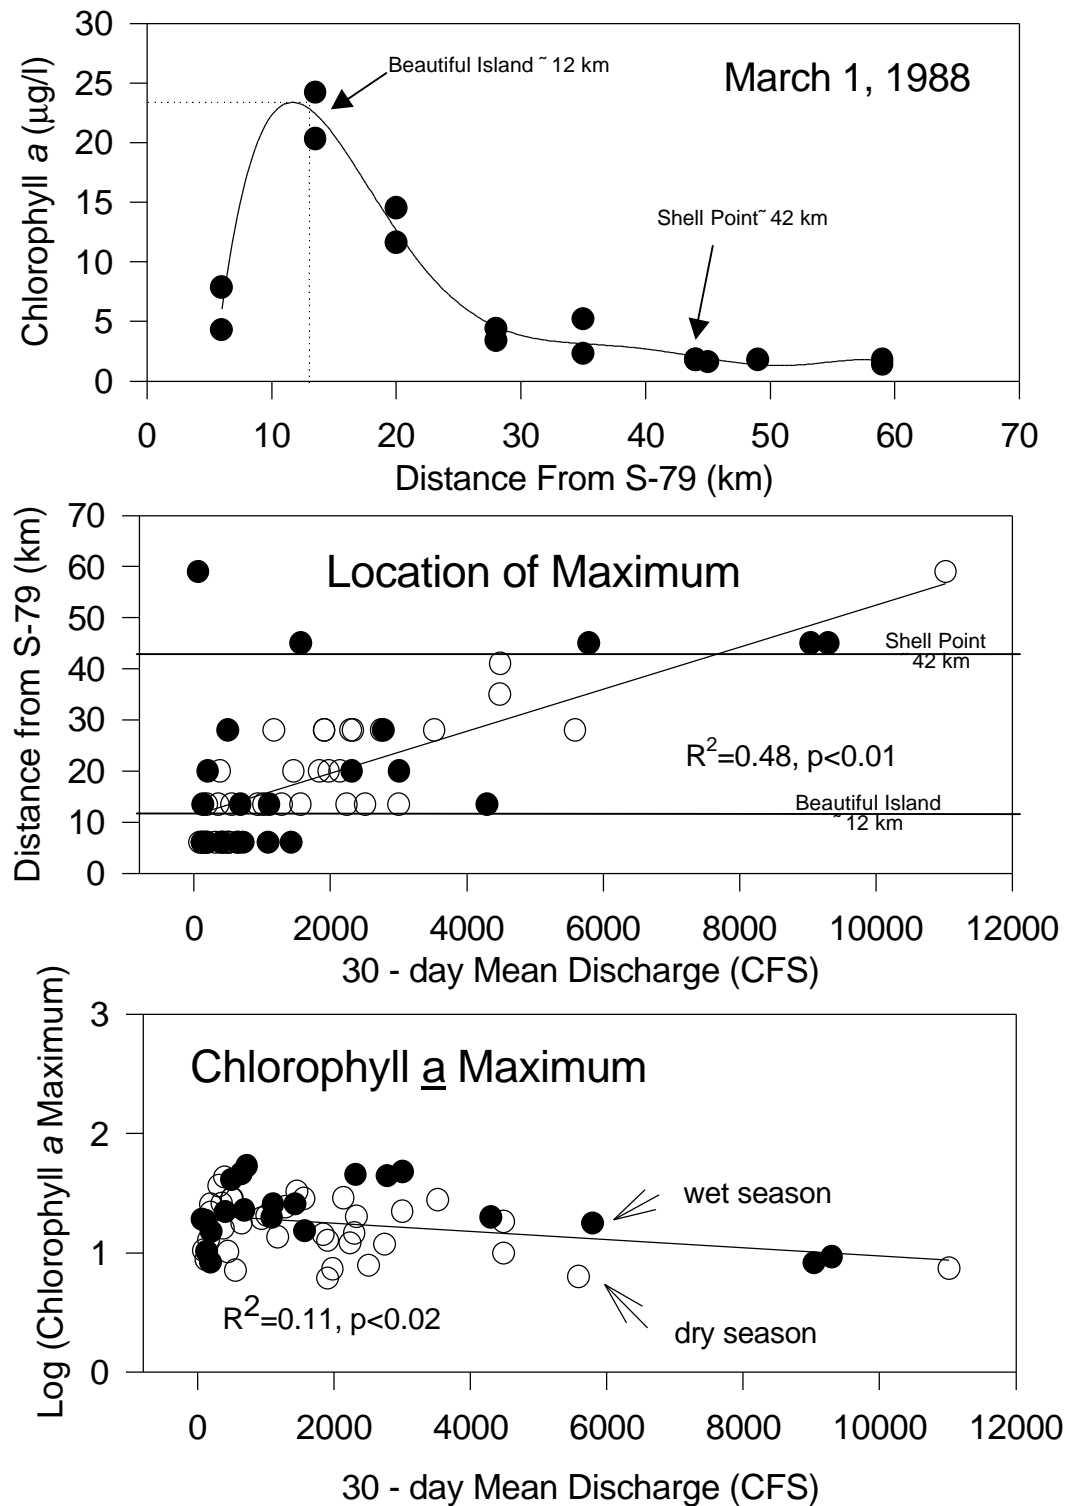 30
25
20
15
10
5
0
Chlorophyll a (µg/l)
Beautiful Island ~ 12 km
March 1, 1988
Shell Point~ 42 km
0 10 20 30 40 50 60 70
Distance From S-79 (km)
70
60
50
40
30
20
10
0
Distance from S-79 (km)
Location of Maximum
Shell Point
~ 42 km
R2=0.48, p<0.01
Beautiful Island
~ 12 km
0 2000 4000 6000 8000 10000 12000
30 - day Mean Discharge (CFS)
3
2
1
0
Log (Chlorophyll a Maximum)
Chlorophyll a Maximum
wet season
R2=0.11, p<0.02
dry season
0 2000 4000 6000 8000 10000 12000
30 - day Mean Discharge (CFS)